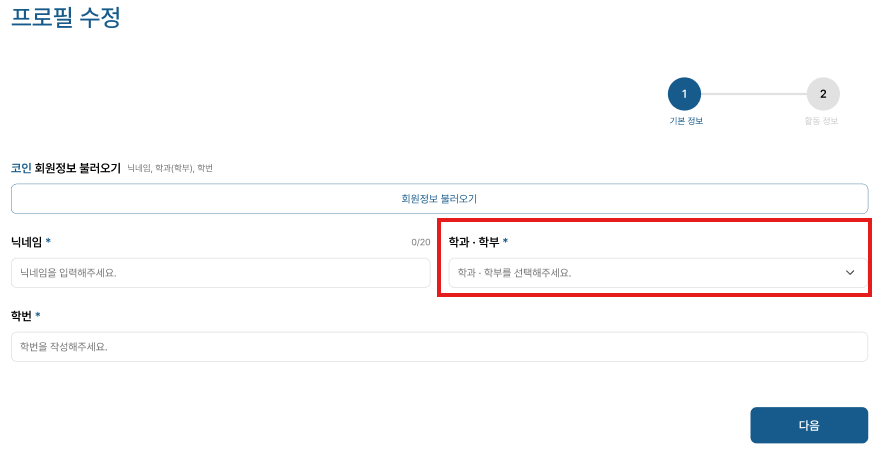 프로필 수정
1
2
기본 정보
활동 정보
코인 회원정보 불러오기 닉네임, 학과(학부), 학번
회원정보 불러오기
닉네임 * 0/20
학과 · 학부 *
닉네임을 입력해주세요.
학과 · 학부를 선택해주세요.
학번 *
학번을 작성해주세요.
다음